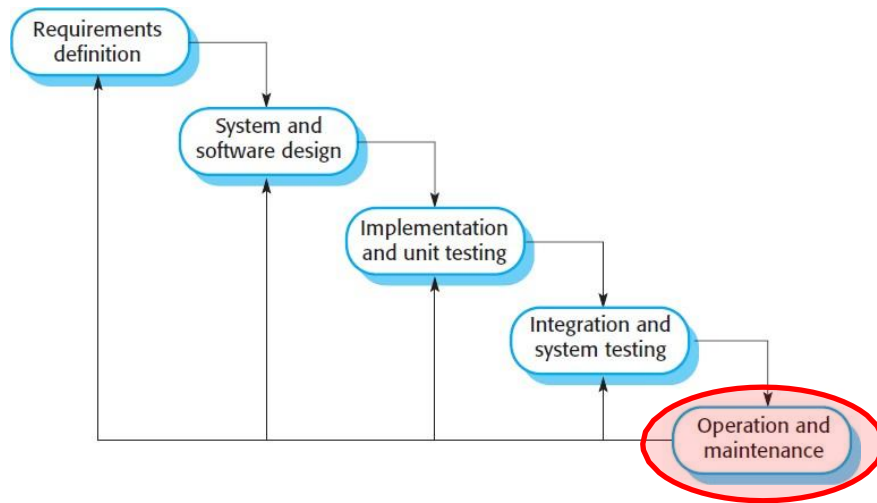 Requirements
definition
System and
software design
Implementation
and unit testing
Integration and
system testing
Operation and
maintenance